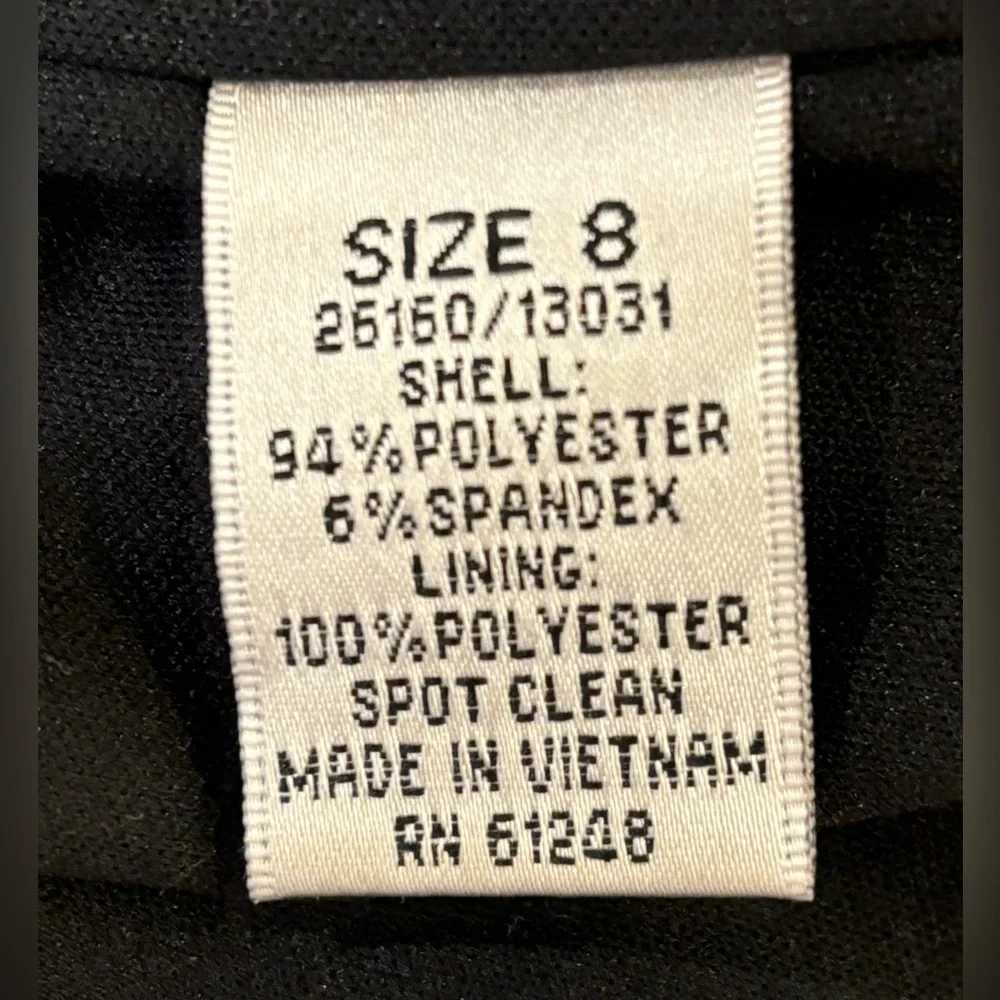 SIZE 8
26160/13031
SHELL:
94%POLYESTER
6%SPANDEX
LINING:
100%POLYESTER
SPOT CLEAN
MADE IN VIETNAM
RN 61248